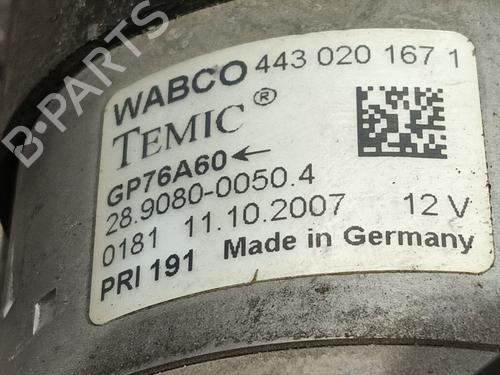 WABCO 443 020 167 1
TEMIC®
GP76A60←
28.9080-0050.4
0181 11.10.2007 12 V
PRI 191 Made in Germany
B-Parts